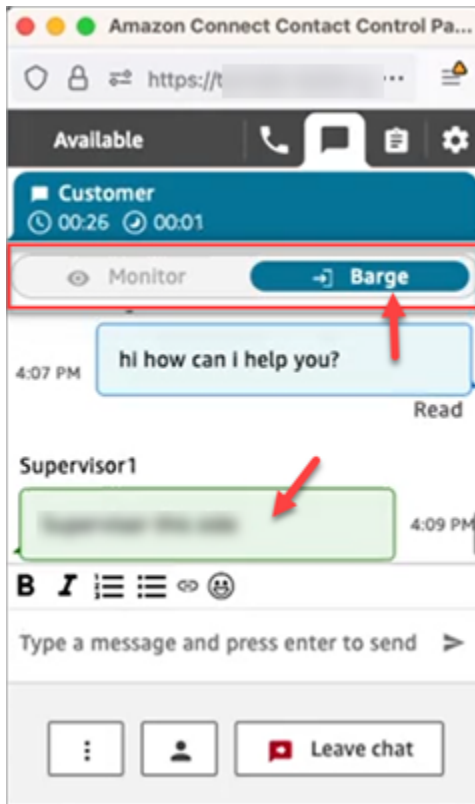 Amazon Connect Contact Control Pa...
https://t ...
Available
Customer
00:26 00:01
Monitor Barge
hi how can i help you?
4:07 PM
Read
Supervisor1
4:09 PM
B I
Type a message and press enter to send
Leave chat